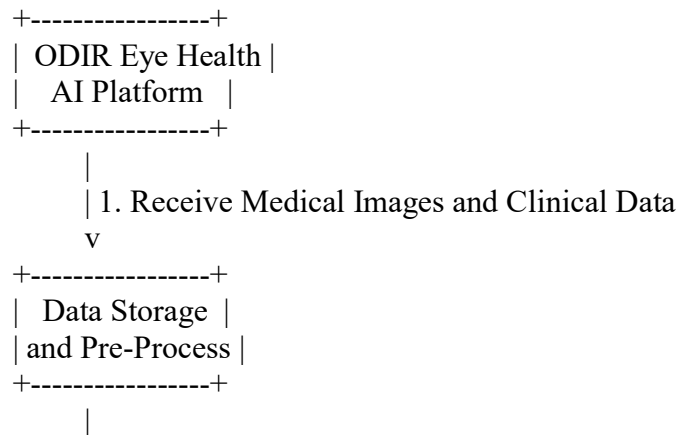 +-----------------+
| ODIR Eye Health |
| AI Platform |
+-----------------+
|
| 1. Receive Medical Images and Clinical Data
v
+-----------------+
| Data Storage |
| and Pre-Process |
+-----------------+
|